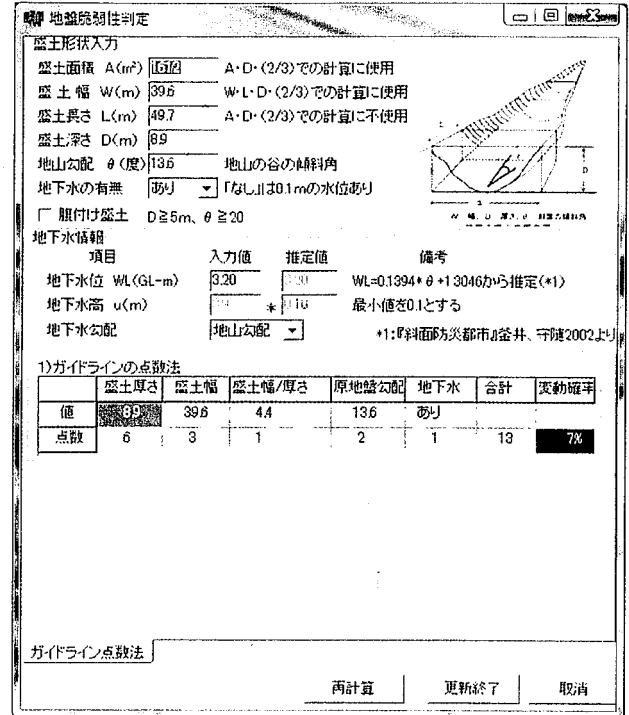 地盤脆弱性判定
盛土形状入力
盛土面積 A(m²) 1612 A・D・(2/3)での計算に使用
盛土幅 W(m) 39.6 W・L・D・(2/3)での計算に使用
盛土長さ L(m) 49.7 A・D・(2/3)での計算に不使用
盛土深さ D(m) 8.9
地山勾配 θ(度) 13.6 地山の谷の傾斜角
地下水の有無 あり 「なし」は0.1mの水位あり
腹付け盛土 D≧5m、θ≧20
地下水情報
項目 入力値 推定値 備考
地下水位 WL(GL-m) 3.20 WL=0.1394*θ+1.3046から推定(*1)
地下水高 u(m) * 最小値を0.1とする
地下水勾配 地山勾配 *1:『斜面防災都市』釜井、守随2002より
1)ガイドラインの点数法
盛土厚さ 盛土幅 盛土幅/厚さ 原地盤勾配 地下水 合計 変動確率
値 8.9 39.6 4.4 13.6 あり
点数 6 3 1 2 1 13 7%
ガイドライン点数法
再計算 更新終了 取消